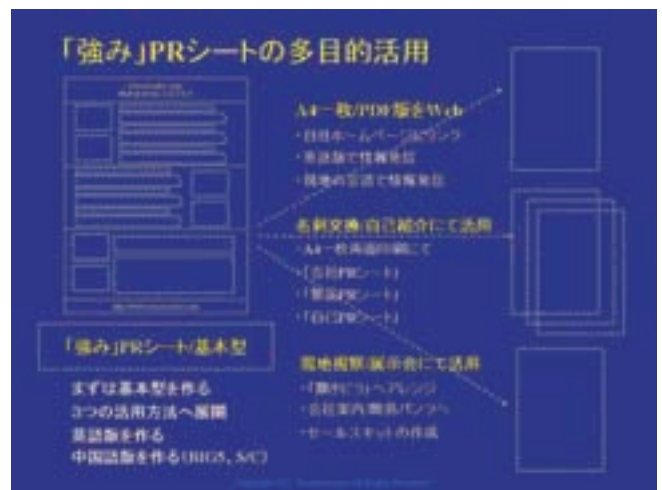 「強み」PRシートの多目的活用
A4一枚/PDF版をWeb
・自社ホームページにリンク
・英語版で情報発信
・現地の言語で情報発信
名刺交換/自己紹介にて活用
・A4一枚両面印刷にて
・「会社PRシート」
・「製品PRシート」
・「自己PRシート」
「強み」PRシート/基本型
現地視察/展示会にて活用
へアレンジ
・会社案内/製品パンフへ
・セールスキットの作成
まずは基本型を作る
3つの活用方法へ展開
英語版を作る
中国語版を作る(BIG5, S/C)